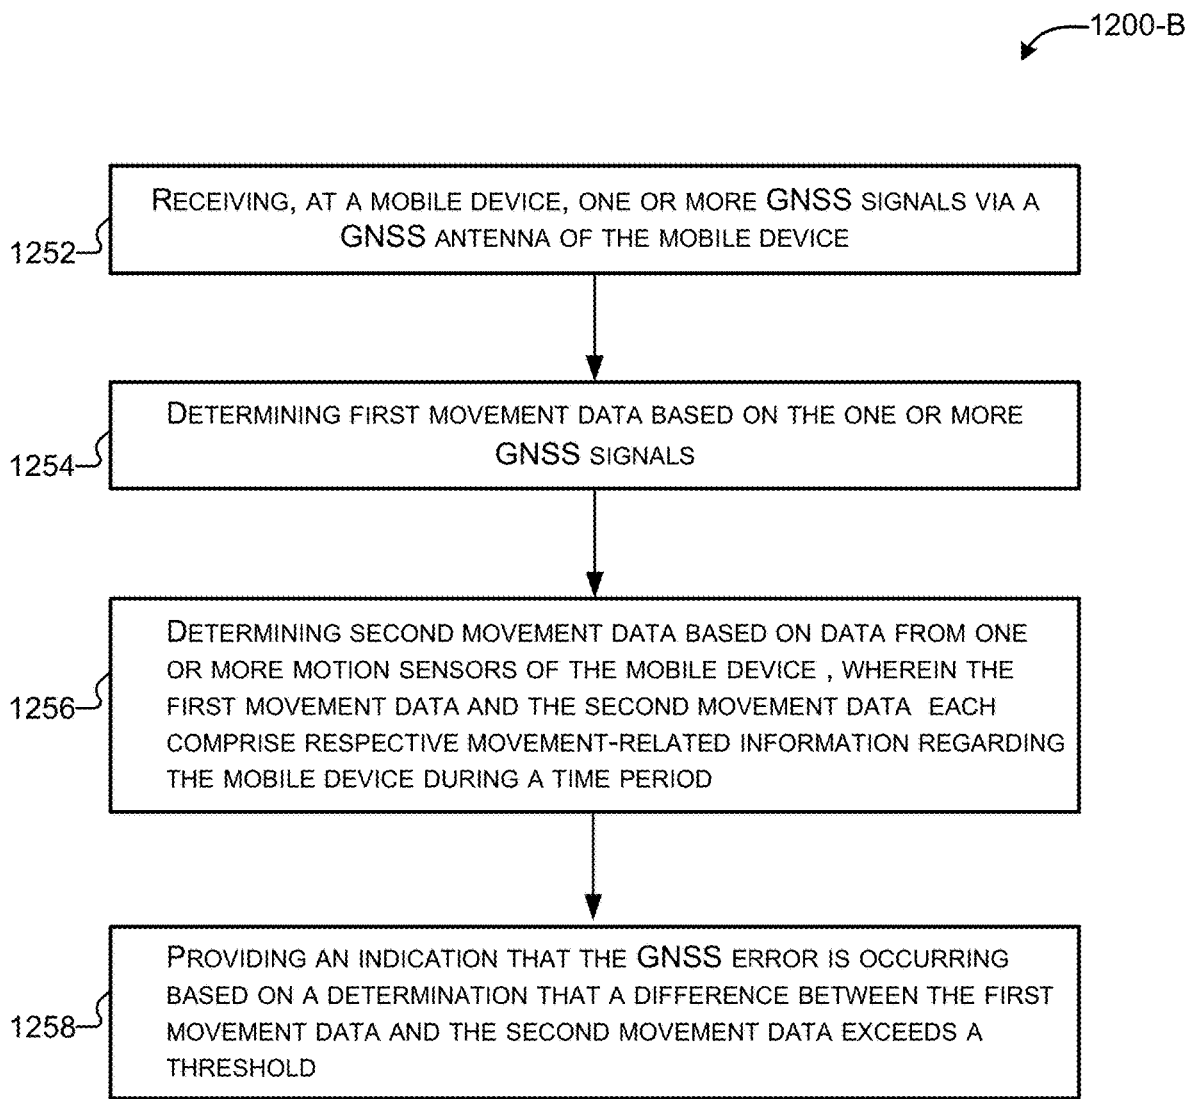 1200-B
RECEIVING, AT A MOBILE DEVICE, ONE OR MORE GNSS SIGNALS VIA A
GNSS ANTENNA OF THE MOBILE DEVICE
1252
DETERMINING FIRST MOVEMENT DATA BASED ON THE ONE OR MORE
GNSS SIGNALS
1254
DETERMINING SECOND MOVEMENT DATA BASED ON DATA FROM ONE
OR MORE MOTION SENSORS OF THE MOBILE DEVICE , WHEREIN THE
FIRST MOVEMENT DATA AND THE SECOND MOVEMENT DATA EACH
COMPRISE RESPECTIVE MOVEMENT-RELATED INFORMATION REGARDING
THE MOBILE DEVICE DURING A TIME PERIOD
1256
PROVIDING AN INDICATION THAT THE GNSS ERROR IS OCCURRING
BASED ON A DETERMINATION THAT A DIFFERENCE BETWEEN THE FIRST
MOVEMENT DATA AND THE SECOND MOVEMENT DATA EXCEEDS A
THRESHOLD
1258